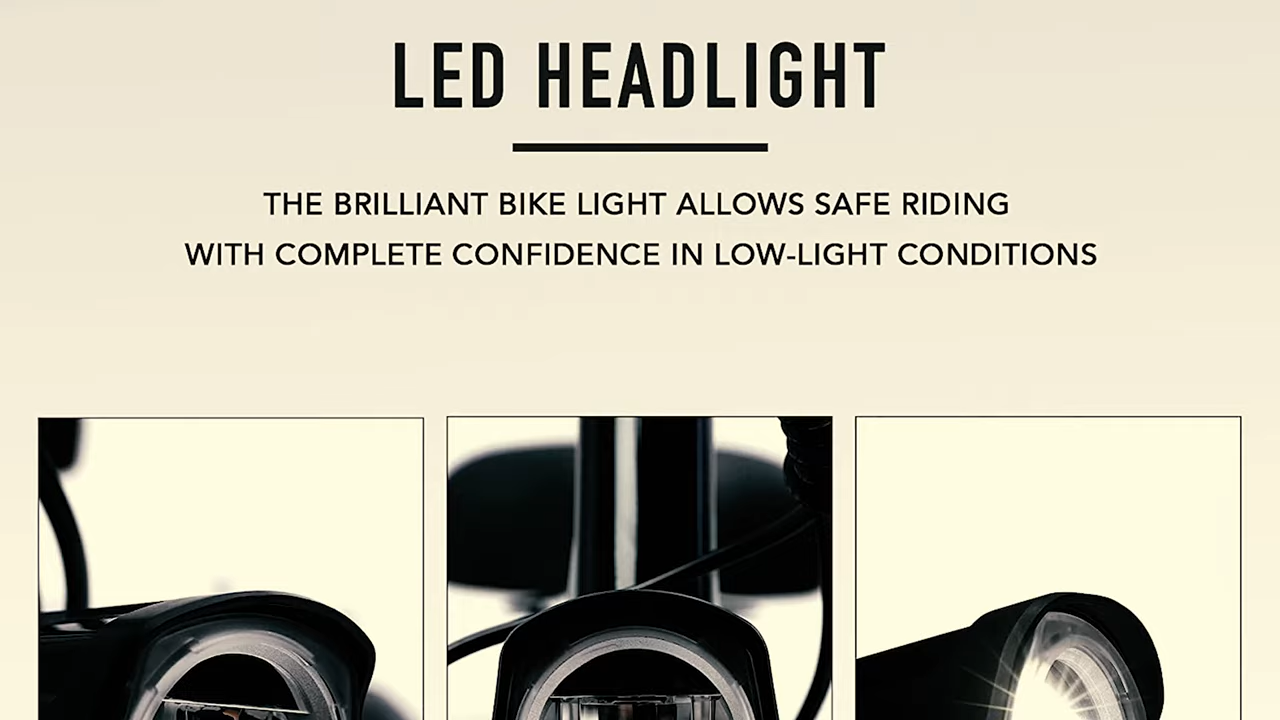 LED HEADLIGHT
THE BRILLIANT BIKE LIGHT ALLOWS SAFE RIDING
WITH COMPLETE CONFIDENCE IN LOW-LIGHT CONDITIONS